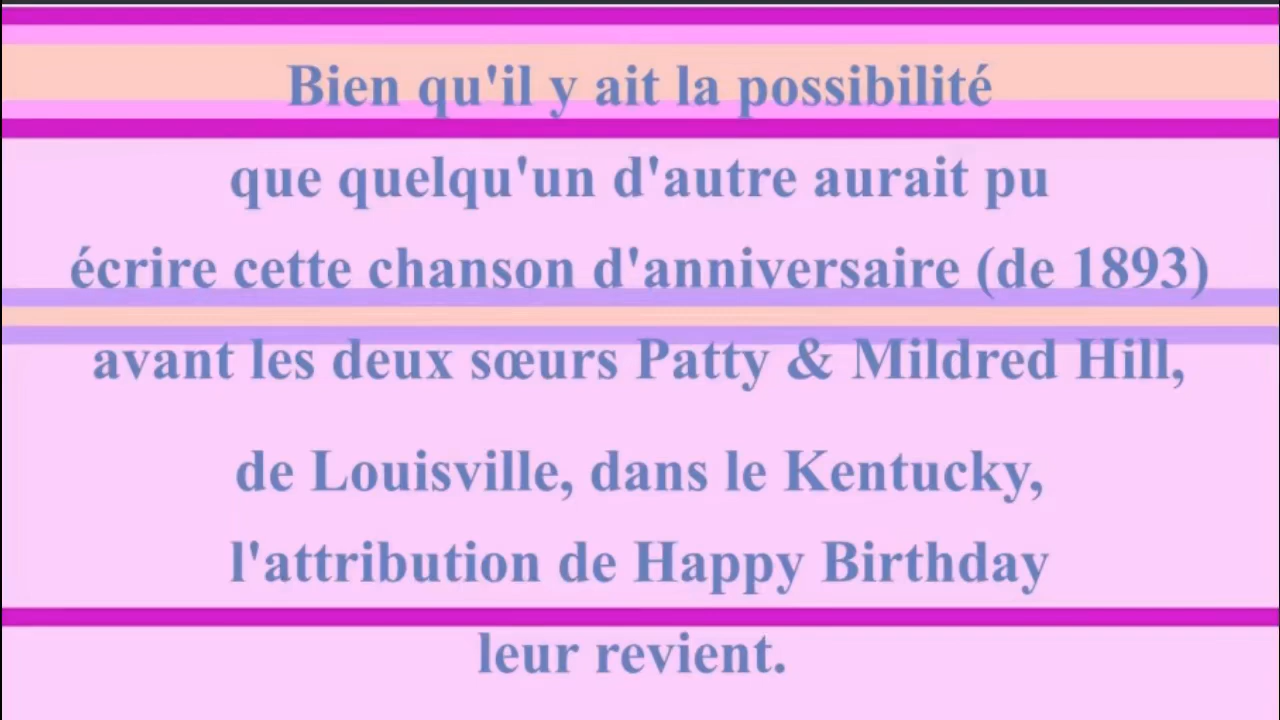 Bien qu'il y ait la possibilité
que quelqu'un d'autre aurait pu
écrire cette chanson d'anniversaire (de 1893)
avant les deux sœurs Patty & Mildred Hill,
de Louisville, dans le Kentucky,
l'attribution de Happy Birthday
leur revient.